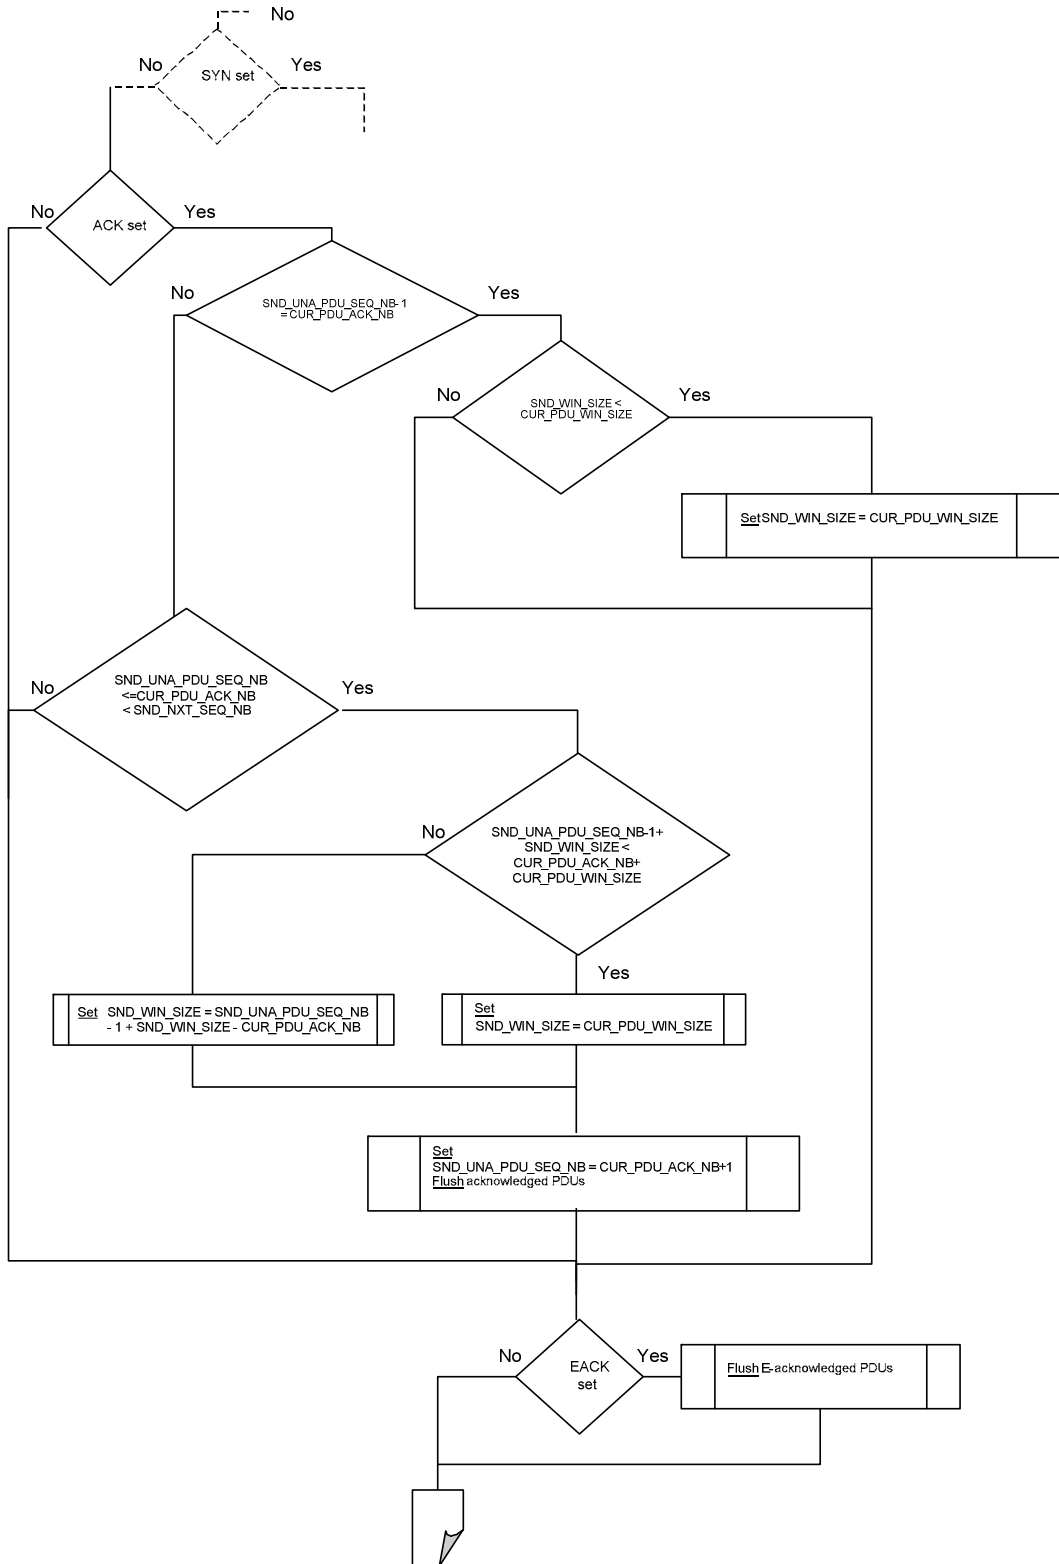 No
No
SYN set
Yes
No
ACK set
Yes
No
SND_UNA_PDU_SEQ_NB-1
=CUR_PDU_ACK_NB
Yes
No
SND_WIN_SIZE <
CUR_PDU_WIN_SIZE
Yes
Set SND_WIN_SIZE = CUR_PDU_WIN_SIZE
No
SND_UNA_PDU_SEQ_NB
<=CUR_PDU_ACK_NB
< SND_NXT_SEQ_NB
Yes
No
SND_UNA_PDU_SEQ_NB-1+
SND_WIN_SIZE <
CUR_PDU_ACK_NB+
CUR_PDU_WIN_SIZE
Yes
Set SND_WIN_SIZE = SND_UNA_PDU_SEQ_NB
- 1 + SND_WIN_SIZE - CUR_PDU_ACK_NB
Set
SND_WIN_SIZE = CUR_PDU_WIN_SIZE
Set
SND_UNA_PDU_SEQ_NB = CUR_PDU_ACK_NB+1
Flush acknowledged PDUs
No
EACK
set
Yes
Flush E-acknowledged PDUs